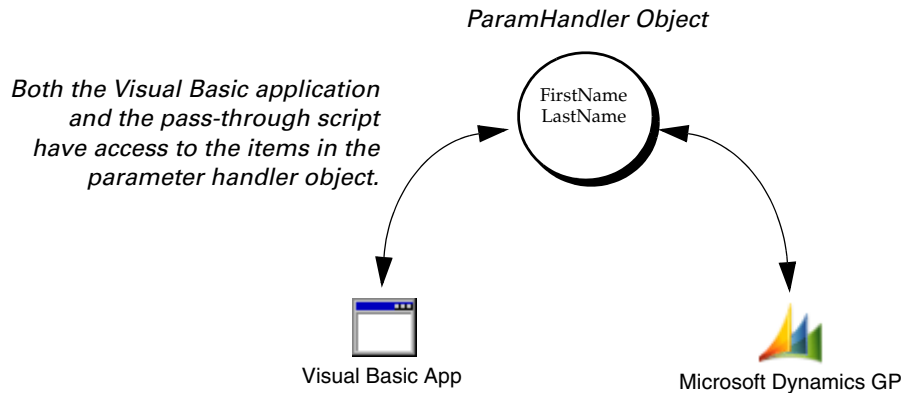 ParamHandler Object
Both the Visual Basic application
and the pass-through script
have access to the items in the
parameter handler object.
FirstName
LastName
Visual Basic App
Microsoft Dynamics GP